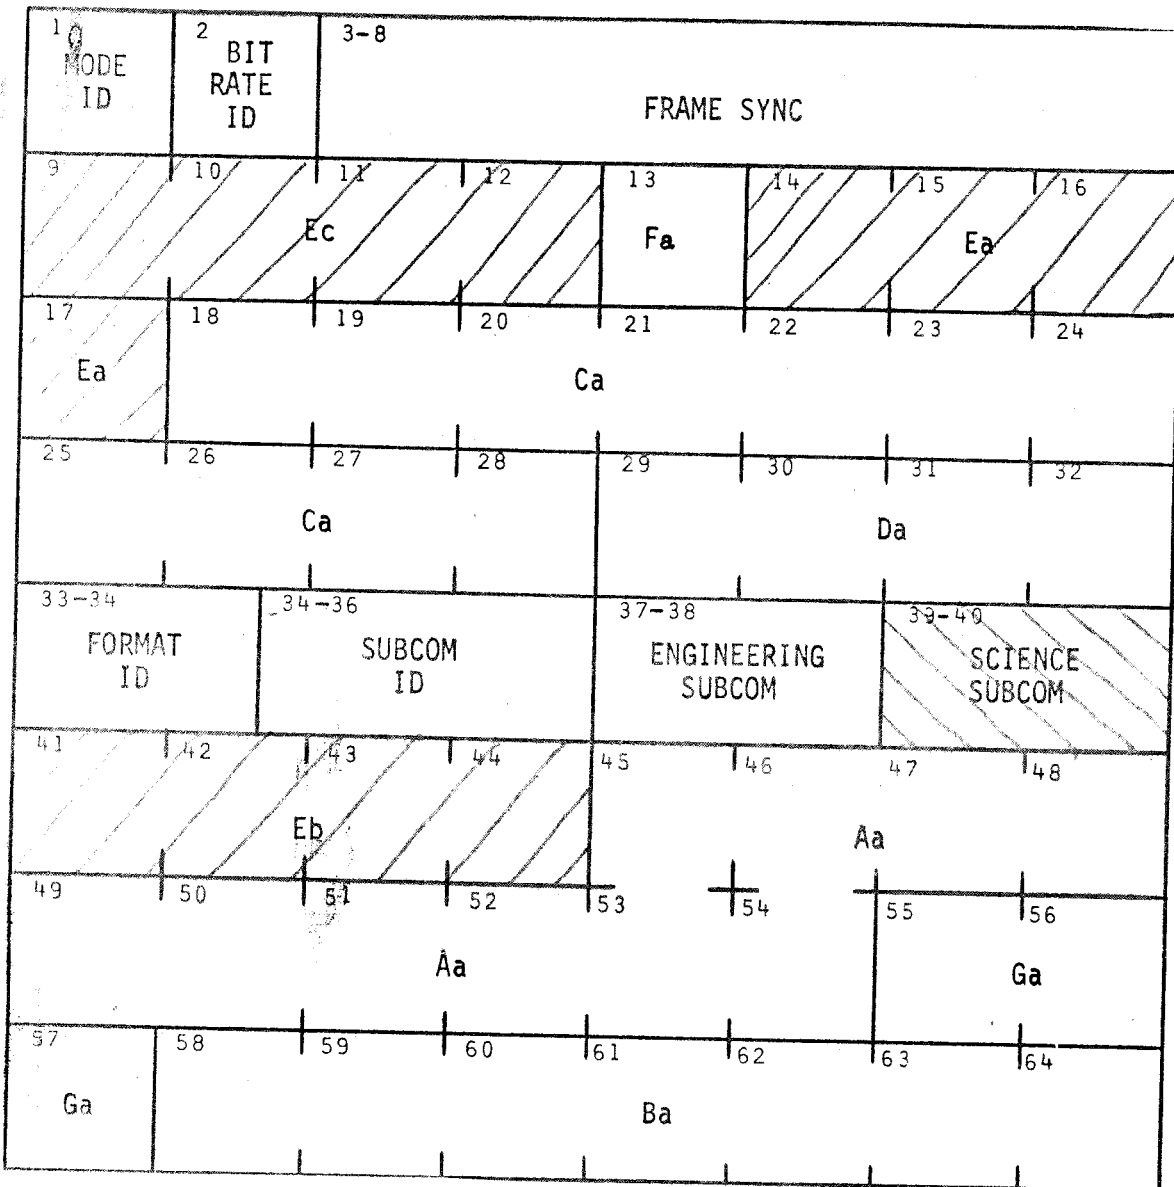 1 2 3-8
MODE
ID
BIT
RATE
ID
FRAME SYNC
9 10 11 12 13 14 15 16
Ec Fa Ea
17 18 19 20 21 22 23 24
Ea Ca
25 26 27 28 29 30 31 32
Ca Da
33-34 34-36 37-38 39-40
FORMAT
ID
SUBCOM
ID
ENGINEERING
SUBCOM
SCIENCE
SUBCOM
41 42 43 44 45 46 47 48
Eb Aa
49 50 51 52 53 54 55 56
Aa Ga
57 58 59 60 61 62 63 64
Ga Ba